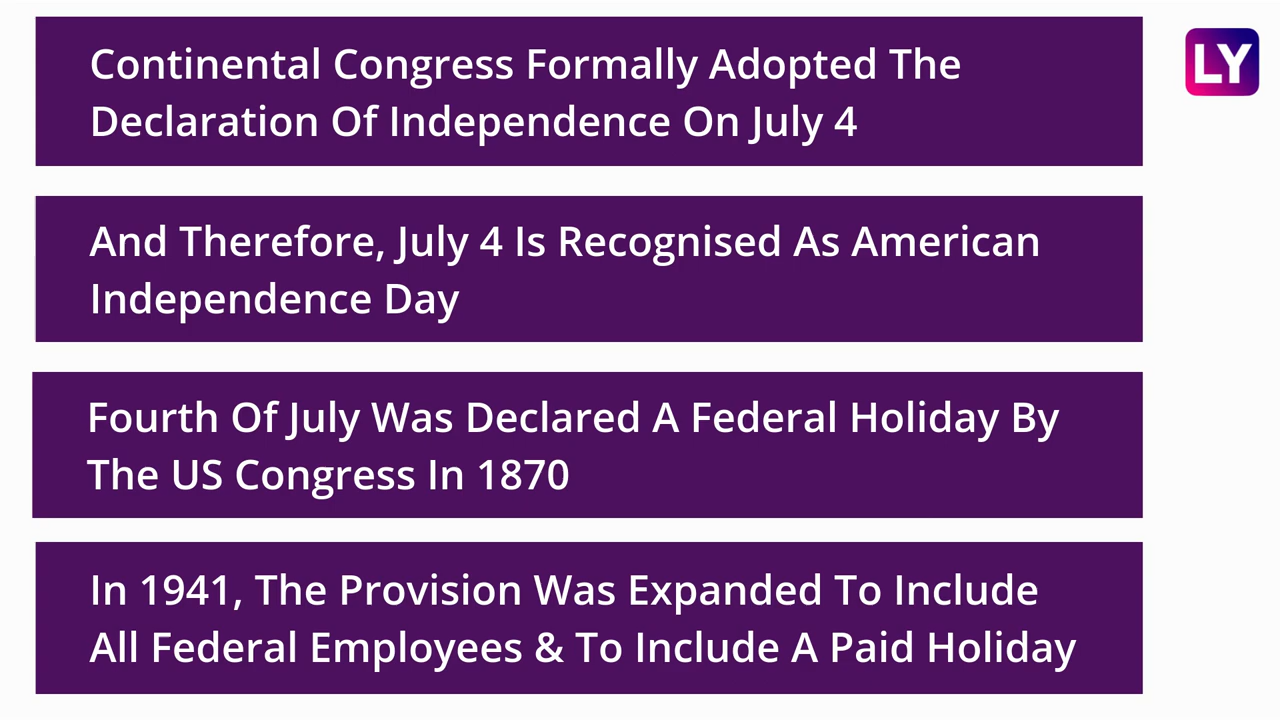 Continental Congress Formally Adopted The
Declaration Of Independence On July 4
LY
And Therefore, July 4 Is Recognised As American
Independence Day
Fourth Of July Was Declared A Federal Holiday By
The US Congress In 1870
In 1941, The Provision Was Expanded To Include
All Federal Employees & To Include A Paid Holiday